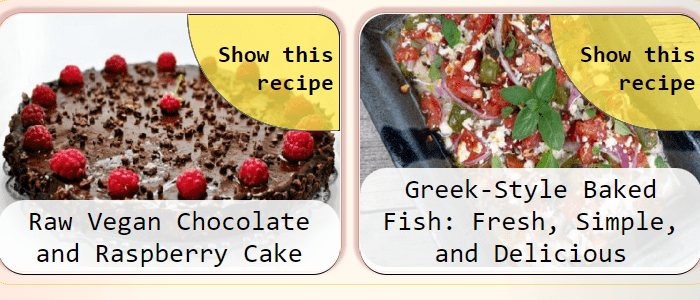 Show this
recipe
Raw Vegan Chocolate
and Raspberry Cake
Show this
recipe
Greek-Style Baked
Fish: Fresh, Simple,
and Delicious